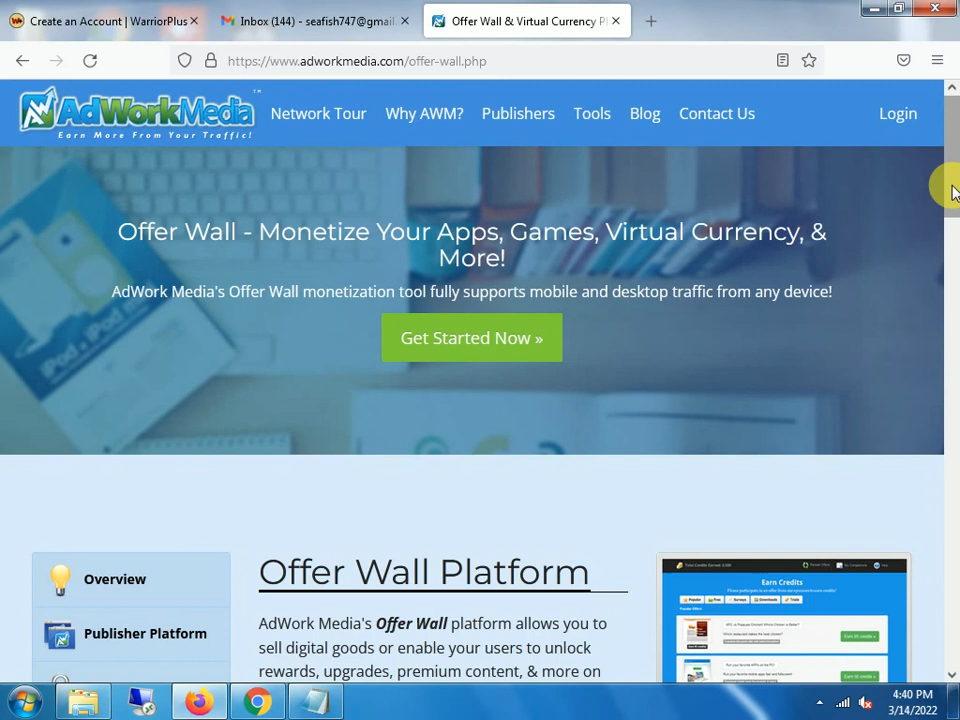 Create an Account | WarriorPlus
Inbox (144) - seafish747@gmail.
Offer Wall & Virtual Currency P
https://www.adworkmedia.com/offer-wall.php
AdWorkMedia™
Earn More From Your Traffic!
Network Tour Why AWM? Publishers Tools Blog Contact Us Login
Offer Wall - Monetize Your Apps, Games, Virtual Currency, &
More!
AdWork Media's Offer Wall monetization tool fully supports mobile and desktop traffic from any device!
Get Started Now »
Overview
Publisher Platform
Offer Wall Platform
AdWork Media's Offer Wall platform allows you to
sell digital goods or enable your users to unlock
rewards, upgrades, premium content, & more on
Earn Credits
4:40 PM
3/14/2022